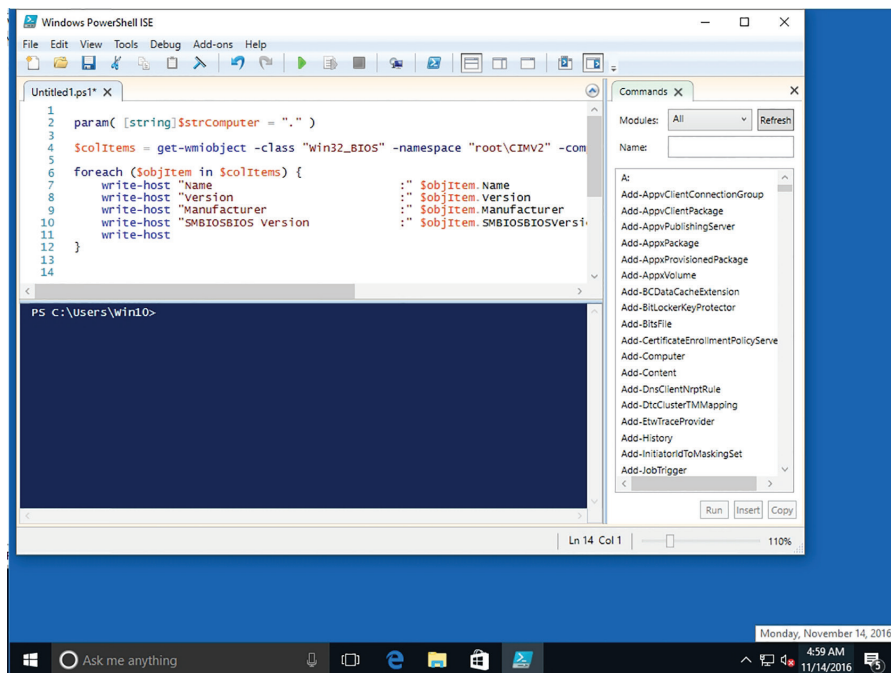 Windows PowerShell ISE
File Edit View Tools Debug Add-ons Help
Untitled1.ps1* X
1
2 param( [string]$strComputer = "." )
3
4 $colItems = get-wmiobject -class "Win32_BIOS" -namespace "root\CIMV2" -com
5
6 foreach ($objItem in $colItems) {
7 write-host "Name :" $objItem.Name
8 write-host "Version :" $objItem.Version
9 write-host "Manufacturer :" $objItem.Manufacturer
10 write-host "SMBIOSBIOS Version :" $objItem.SMBIOSBIOSVersi
11 write-host
12 }
13
14
PS C:\Users\Win10>
Commands X
Modules: All Refresh
Name:
A:
Add-AppvClientConnectionGroup
Add-AppvClientPackage
Add-AppvPublishingServer
Add-AppxPackage
Add-AppxProvisionedPackage
Add-AppxVolume
Add-BCDataCacheExtension
Add-BitLockerKeyProtector
Add-BitsFile
Add-CertificateEnrollmentPolicyServe
Add-Computer
Add-Content
Add-DnsClientNrptRule
Add-DtcClusterTMMapping
Add-EtwTraceProvider
Add-History
Add-InitiatorIdToMaskingSet
Add-JobTrigger
Run Insert Copy
Ln 14 Col 1 110%
Monday, November 14, 2016
Ask me anything
4:59 AM
11/14/2016
5